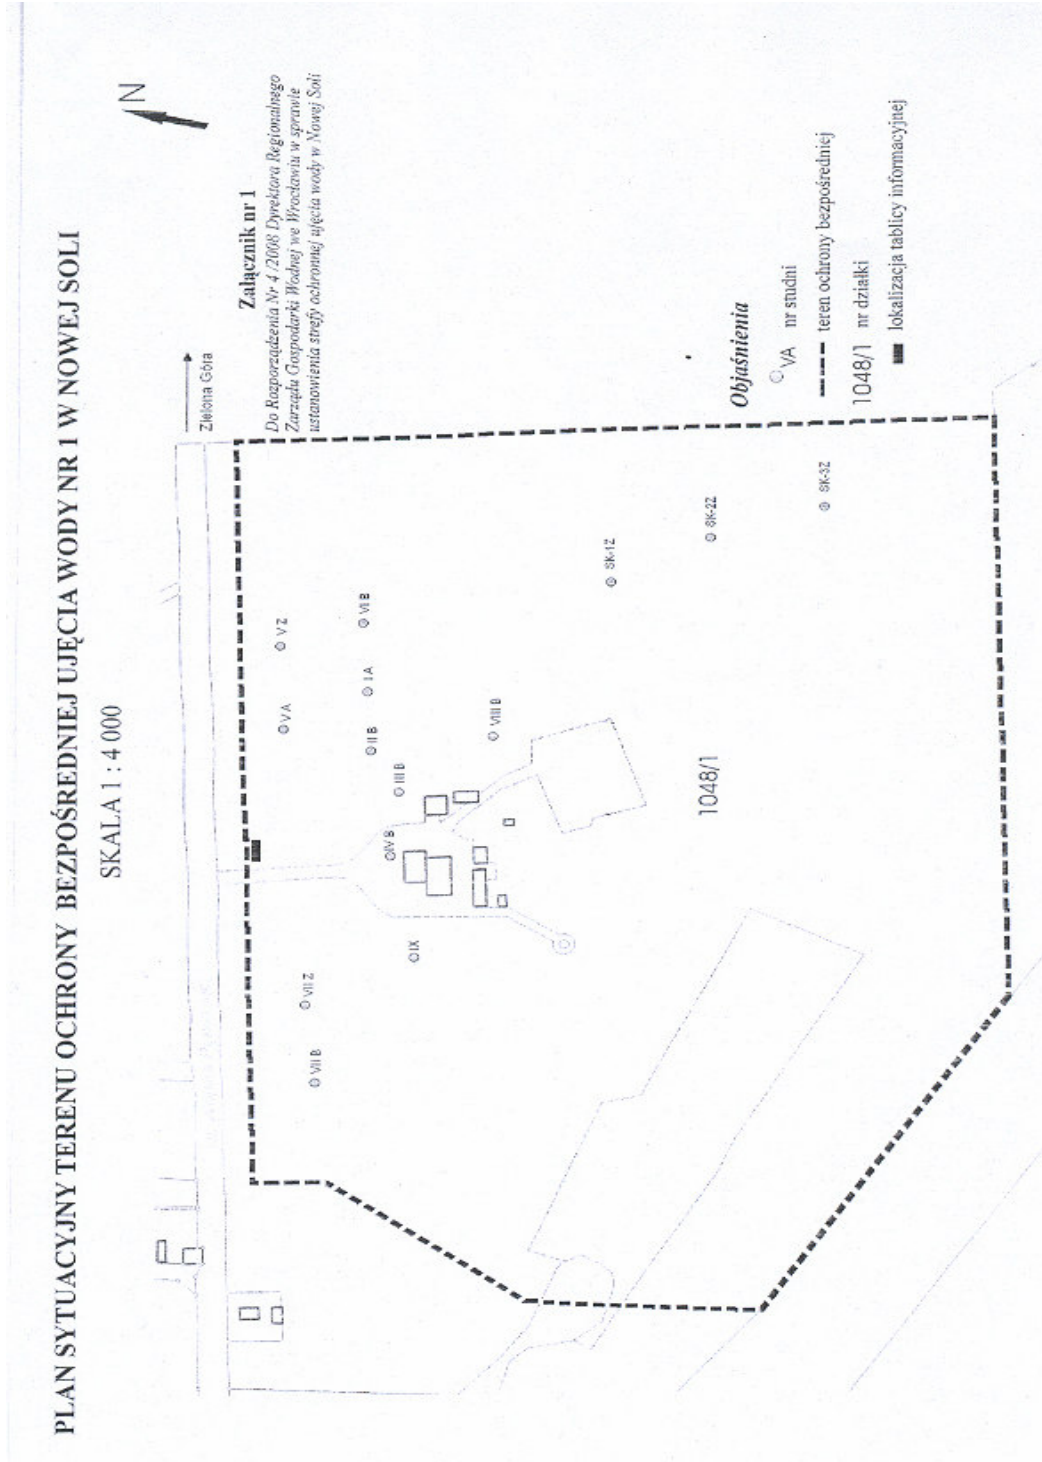 PLAN SYTUACYJNY TERENU OCHRONY BEZPOŚREDNIEJ UJĘCIA WODY NR 1 W NOWEJ SOLI
SKALA 1 : 4 000
N
Zielona Góra
Załącznik nr 1
Do Rozporządzenia Nr 4 /2008 Dyrektora Regionalnego
Zarządu Gospodarki Wodnej we Wrocławiu w sprawie
ustanowienia strefy ochronnej ujęcia wody w Nowej Soli
VII B
VII Z
IX
IV B
III B
II B
I A
VI B
V A
V Z
VIII B
SK-1Z
SK-2Z
SK-3Z
1048/1
Objaśnienia
VA nr studni
teren ochrony bezpośredniej
1048/1 nr działki
lokalizacja tablicy informacyjnej